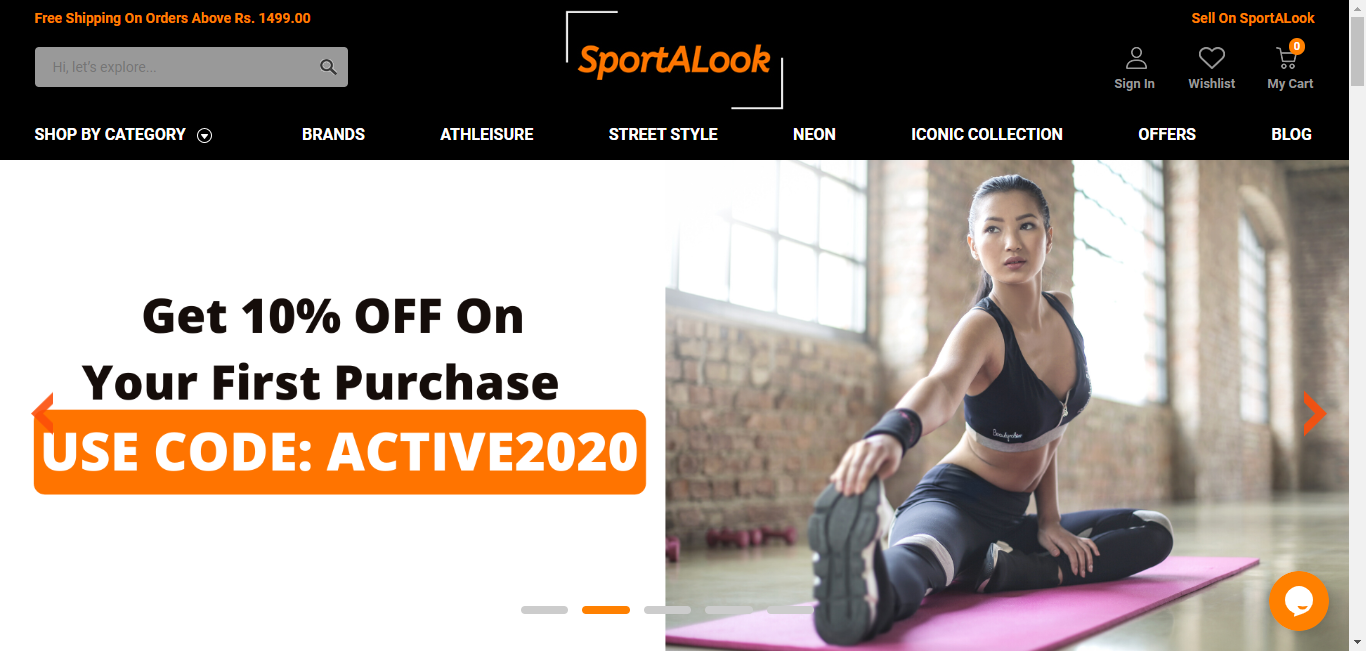 Free Shipping On Orders Above Rs. 1499.00
Sell On SportALook
Hi, let's explore...
SportALook
0
Sign In
Wishlist
My Cart
SHOP BY CATEGORY
BRANDS
ATHLEISURE
STREET STYLE
NEON
ICONIC COLLECTION
OFFERS
BLOG
Get 10% OFF On
Your First Purchase
USE CODE: ACTIVE2020